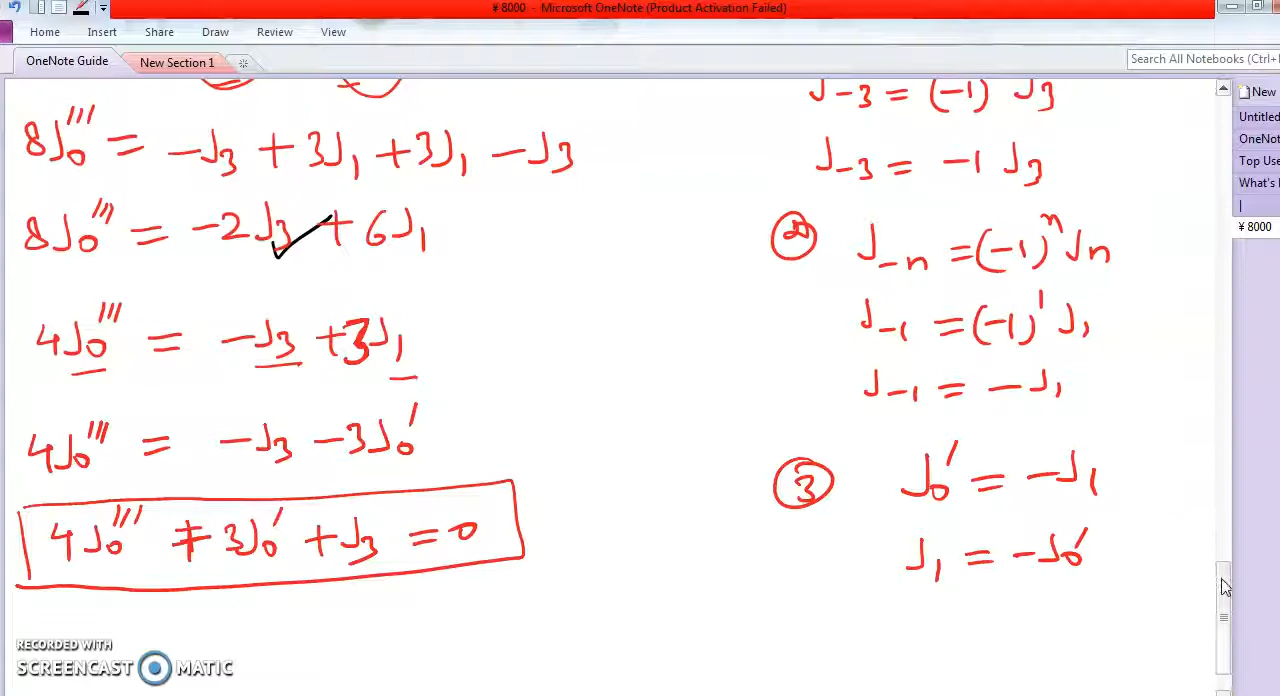 ¥ 8000 - Microsoft OneNote (Product Activation Failed)
Home Insert Share Draw Review View
OneNote Guide New Section 1
Search All Notebooks (Ctrl+
New
Untitled
OneNot
Top Use
What's
¥ 8000
8J₀''' = -J₃ + 3J₁ + 3J₁ - J₃
8J₀''' = -2J₃ + 6J₁
4J₀''' = -J₃ + 3J₁
4J₀''' = -J₃ - 3J₀'
4J₀''' + 3J₀' + J₃ = 0
J₋₃ = (-1) J₃
J₋₃ = -1 J₃
② J₋ₙ = (-1)ⁿ Jₙ
J₋₁ = (-1)¹ J₁
J₋₁ = -J₁
③ J₀' = -J₁
J₁ = -J₀'
RECORDED WITH
SCREENCAST MATIC